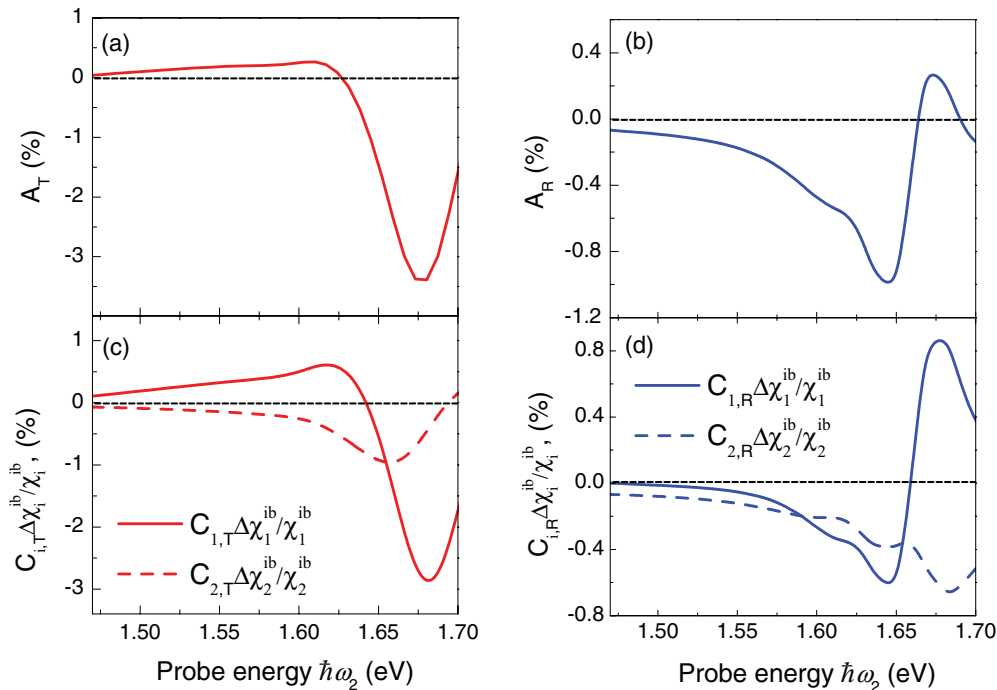 (a)
1
0
-1
-2
-3
A_T (%)
(b)
0.4
0.0
-0.4
-0.8
-1.2
A_R (%)
(c)
1
0
-1
-2
-3
C_{i,T}Δχ_i^{ib}/χ_i^{ib}, (%)
C_{1,T}Δχ_1^{ib}/χ_1^{ib}
C_{2,T}Δχ_2^{ib}/χ_2^{ib}
1.50 1.55 1.60 1.65 1.70
Probe energy ℏω_2 (eV)
(d)
0.8
0.4
0.0
-0.4
-0.8
C_{i,R}Δχ_i^{ib}/χ_i^{ib}, (%)
C_{1,R}Δχ_1^{ib}/χ_1^{ib}
C_{2,R}Δχ_2^{ib}/χ_2^{ib}
1.50 1.55 1.60 1.65 1.70
Probe energy ℏω_2 (eV)